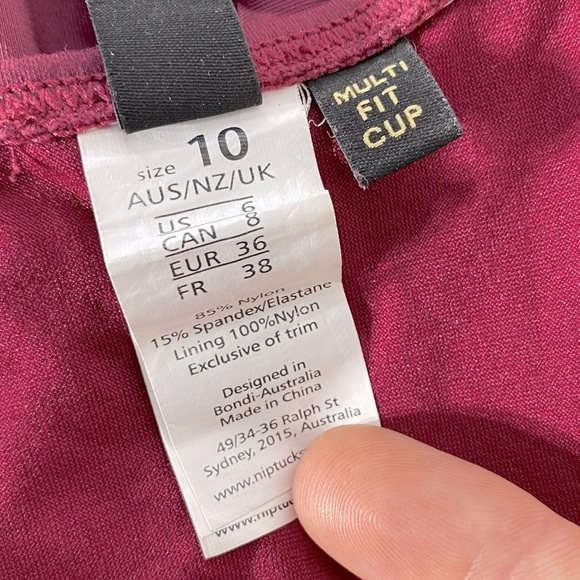 size 10
AUS/NZ/UK
US 6
CAN 8
EUR 36
FR 38
85% Nylon
15% Spandex/Elastane
Lining 100%Nylon
Exclusive of trim
Designed in
Bondi-Australia
Made in China
49/34-36 Ralph St
Sydney, 2015, Australia
www.niptucks
MULTI
FIT
CUP